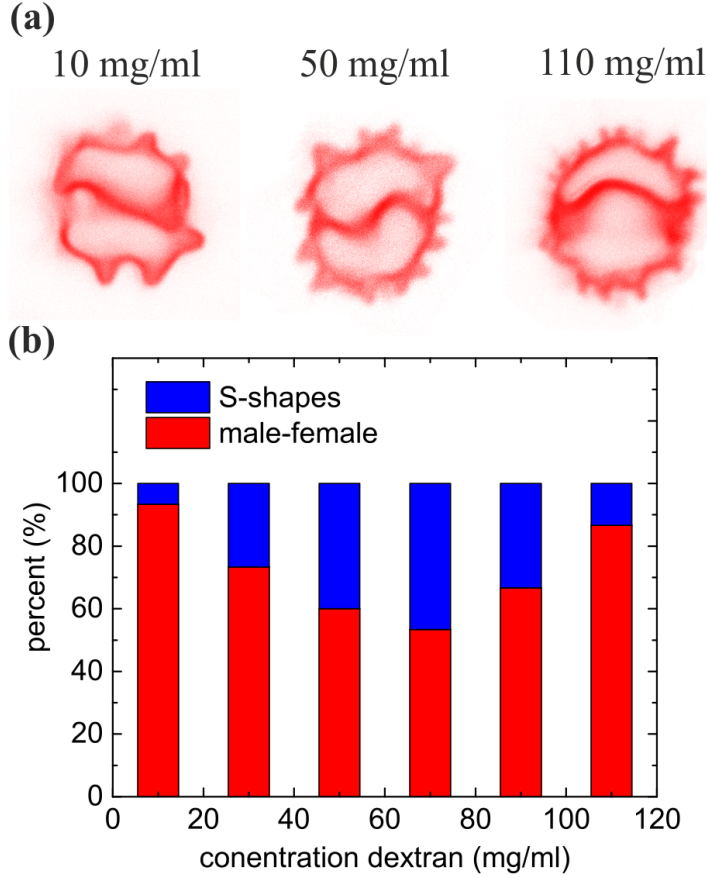 (a)
10 mg/ml 50 mg/ml 110 mg/ml
(b)
S-shapes
male-female
percent (%)
100
80
60
40
20
0
0 20 40 60 80 100 120
conentration dextran (mg/ml)